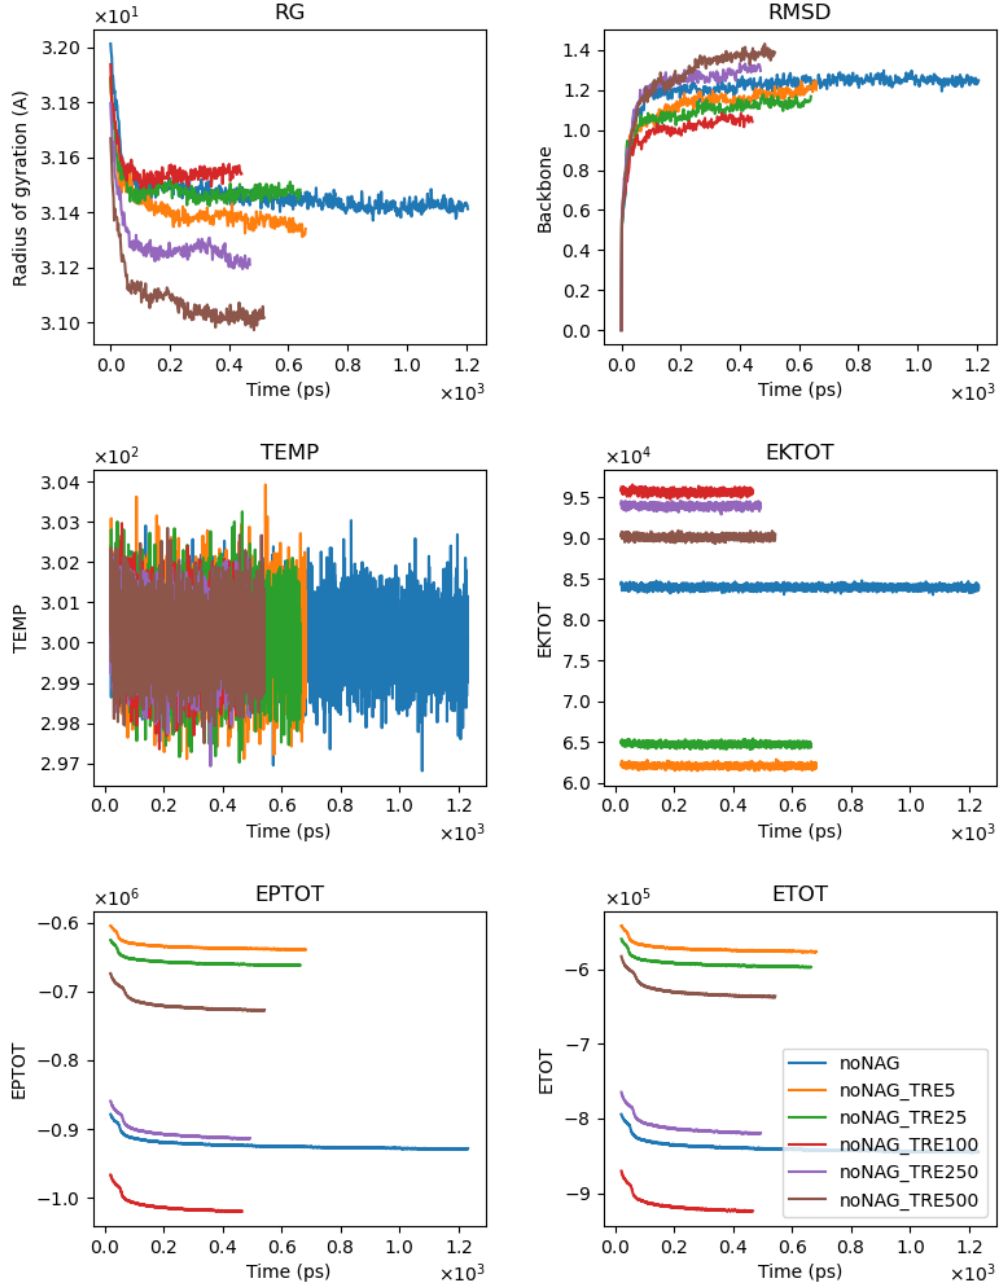 RG
×10¹
Radius of gyration (A)
3.20
3.18
3.16
3.14
3.12
3.10
0.0 0.2 0.4 0.6 0.8 1.0 1.2
Time (ps)
×10³
RMSD
Backbone
1.4
1.2
1.0
0.8
0.6
0.4
0.2
0.0
0.0 0.2 0.4 0.6 0.8 1.0 1.2
Time (ps)
×10³
TEMP
×10²
TEMP
3.04
3.03
3.02
3.01
3.00
2.99
2.98
2.97
0.0 0.2 0.4 0.6 0.8 1.0 1.2
Time (ps)
×10³
EKTOT
×10⁴
EKTOT
9.5
9.0
8.5
8.0
7.5
7.0
6.5
6.0
0.0 0.2 0.4 0.6 0.8 1.0 1.2
Time (ps)
×10³
EPTOT
×10⁶
EPTOT
−0.6
−0.7
−0.8
−0.9
−1.0
0.0 0.2 0.4 0.6 0.8 1.0 1.2
Time (ps)
×10³
ETOT
×10⁵
ETOT
−6
−7
−8
−9
noNAG
noNAG_TRE5
noNAG_TRE25
noNAG_TRE100
noNAG_TRE250
noNAG_TRE500
0.0 0.2 0.4 0.6 0.8 1.0 1.2
Time (ps)
×10³